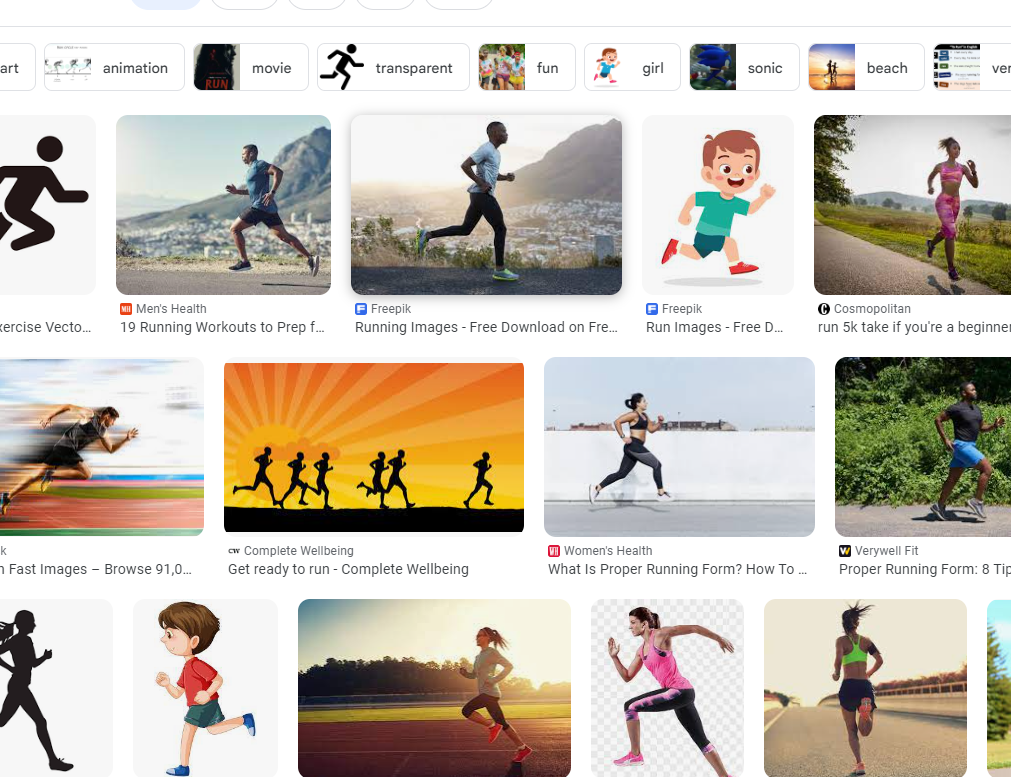 art
animation
movie
transparent
fun
girl
sonic
beach
ver
RUN
Men's Health
Freepik
Freepik
Cosmopolitan
xercise Vecto...
19 Running Workouts to Prep f...
Running Images - Free Download on Fre...
Run Images - Free D...
run 5k take if you're a beginner
k
Complete Wellbeing
Women's Health
Verywell Fit
n Fast Images – Browse 91,0...
Get ready to run - Complete Wellbeing
What Is Proper Running Form? How To ...
Proper Running Form: 8 Tip